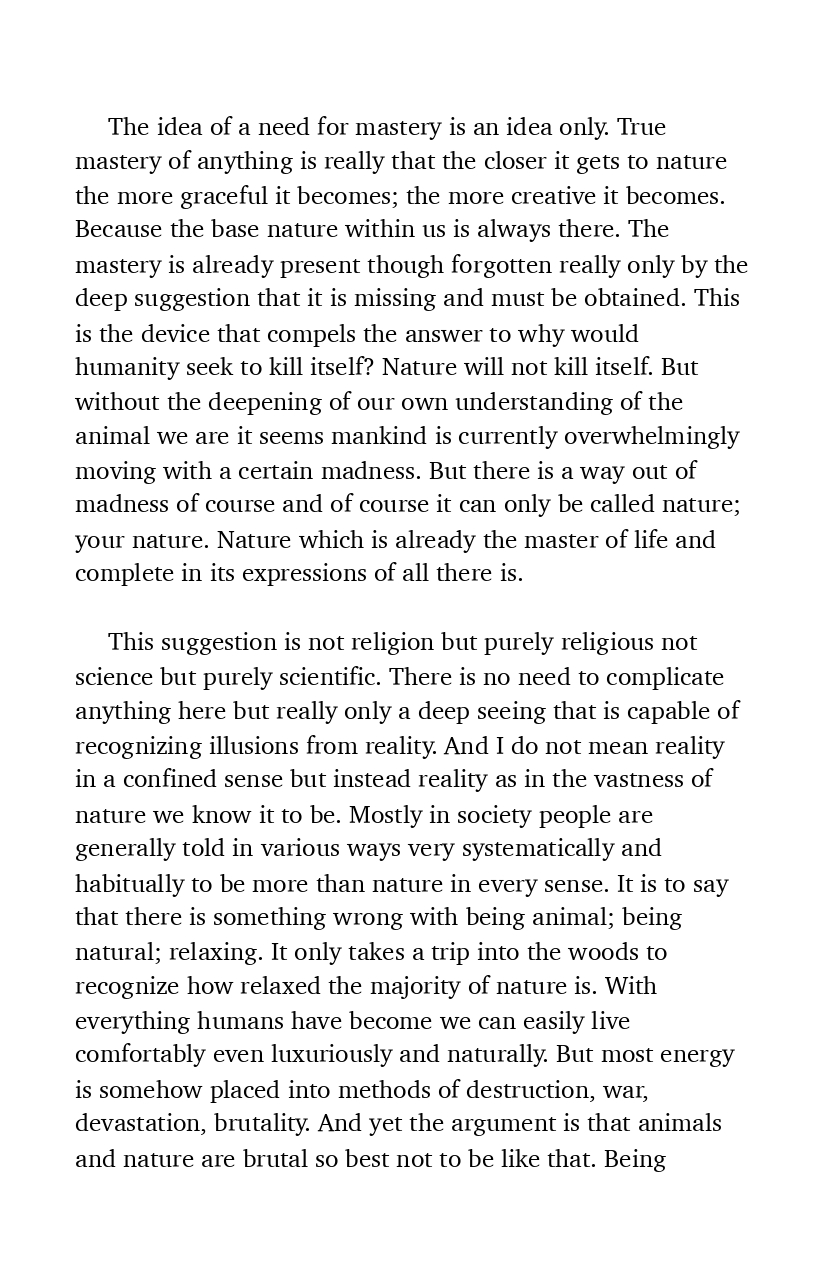 The idea of a need for mastery is an idea only. True
mastery of anything is really that the closer it gets to nature
the more graceful it becomes; the more creative it becomes.
Because the base nature within us is always there. The
mastery is already present though forgotten really only by the
deep suggestion that it is missing and must be obtained. This
is the device that compels the answer to why would
humanity seek to kill itself? Nature will not kill itself. But
without the deepening of our own understanding of the
animal we are it seems mankind is currently overwhelmingly
moving with a certain madness. But there is a way out of
madness of course and of course it can only be called nature;
your nature. Nature which is already the master of life and
complete in its expressions of all there is.
This suggestion is not religion but purely religious not
science but purely scientific. There is no need to complicate
anything here but really only a deep seeing that is capable of
recognizing illusions from reality. And I do not mean reality
in a confined sense but instead reality as in the vastness of
nature we know it to be. Mostly in society people are
generally told in various ways very systematically and
habitually to be more than nature in every sense. It is to say
that there is something wrong with being animal; being
natural; relaxing. It only takes a trip into the woods to
recognize how relaxed the majority of nature is. With
everything humans have become we can easily live
comfortably even luxuriously and naturally. But most energy
is somehow placed into methods of destruction, war,
devastation, brutality. And yet the argument is that animals
and nature are brutal so best not to be like that. Being